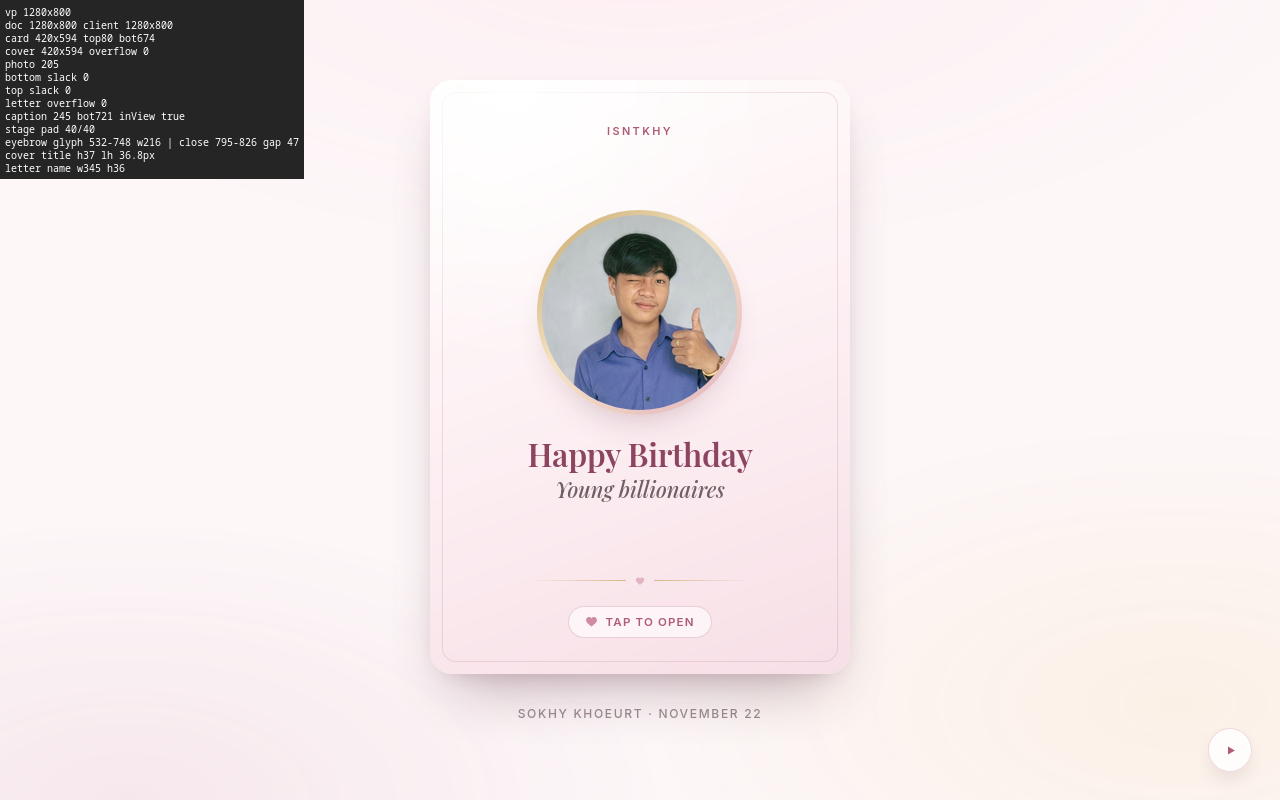 vp 1280x800
doc 1280x800 client 1280x800
card 420x594 top80 bot674
cover 420x594 overflow 0
photo 205
bottom slack 0
top slack 0
letter overflow 0
caption 245 bot721 inView true
stage pad 40/40
eyebrow glyph 532-748 w216 | close 795-826 gap 47
cover title h37 lh 36.8px
letter name w345 h36
ISNTKHY
Happy Birthday
Young billionaires
TAP TO OPEN
SOKHY KHOEURT · NOVEMBER 22